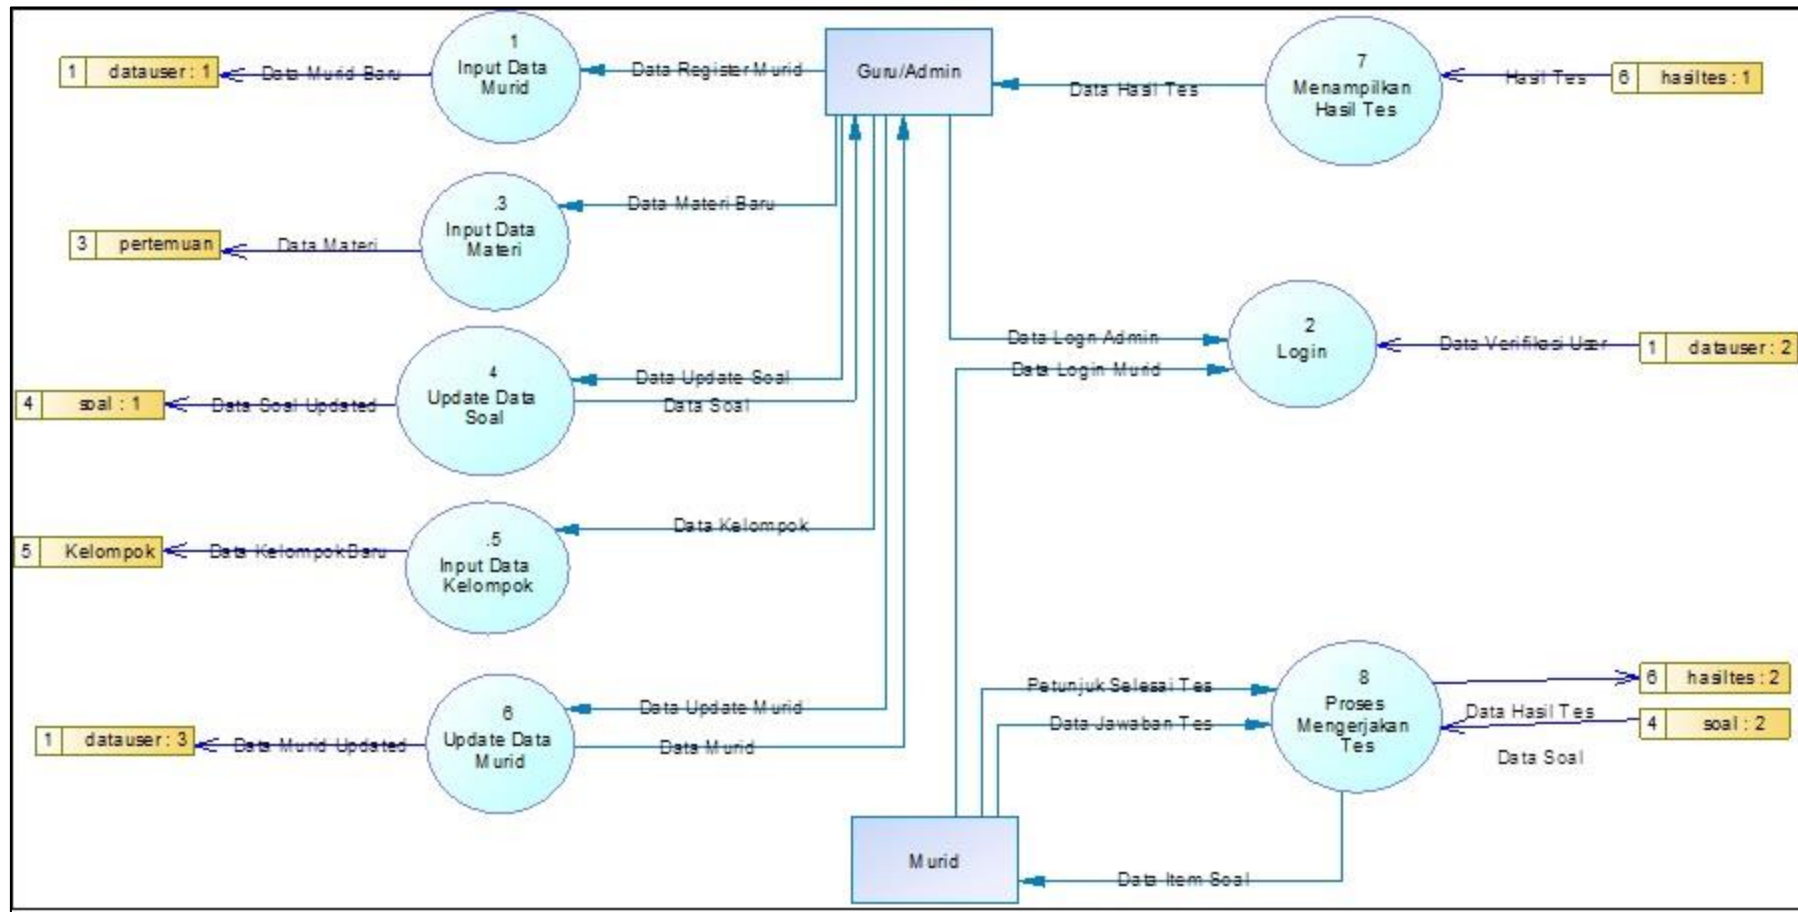 1
Input Data
Murid
1 datauser : 1
Data Murid Baru
Data Register Murid
Guru/Admin
Data Hasil Tes
7
Menampilkan
Hasil Tes
Hasil Tes
6 hasiltes : 1
.3
Input Data
Materi
Data Materi Baru
3 pertemuan
Data Materi
2
Login
Data Logn Admin
Data Login Murid
Data Verifikasi User
1 datauser : 2
4
Update Data
Soal
Data Update Soal
Data Soal
4 soal : 1
Data Soal Updated
.5
Input Data
Kelompok
Data Kelompok
5 Kelompok
Data Kelompok Baru
6
Update Data
Murid
Data Update Murid
Data Murid
1 datauser : 3
Data Murid Updated
8
Proses
Mengerjakan
Tes
Petunjuk Selesai Tes
Data Jawaban Tes
6 hasiltes : 2
Data Hasil Tes
4 soal : 2
Data Soal
Murid
Data Item Soal